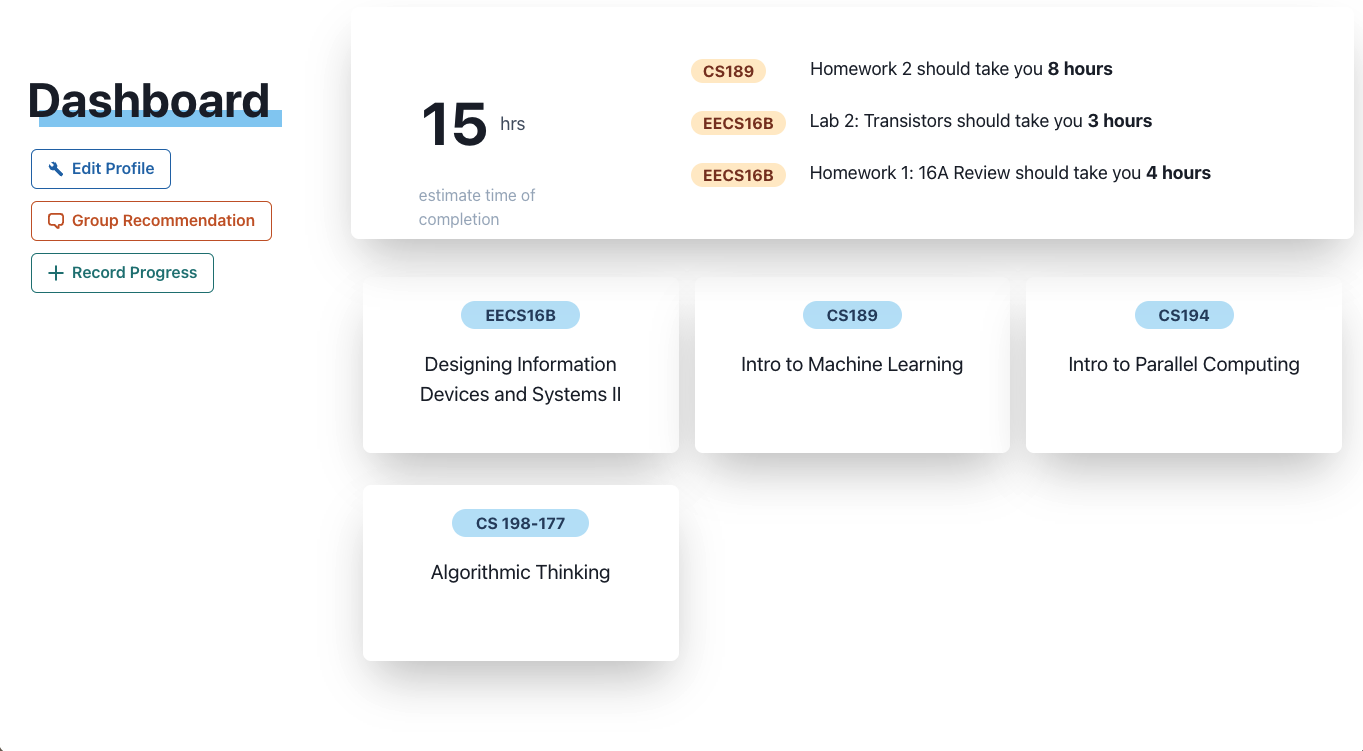 Dashboard
Edit Profile
Group Recommendation
Record Progress
15 hrs
estimate time of
completion
CS189 Homework 2 should take you 8 hours
EECS16B Lab 2: Transistors should take you 3 hours
EECS16B Homework 1: 16A Review should take you 4 hours
EECS16B
Designing Information
Devices and Systems II
CS189
Intro to Machine Learning
CS194
Intro to Parallel Computing
CS 198-177
Algorithmic Thinking